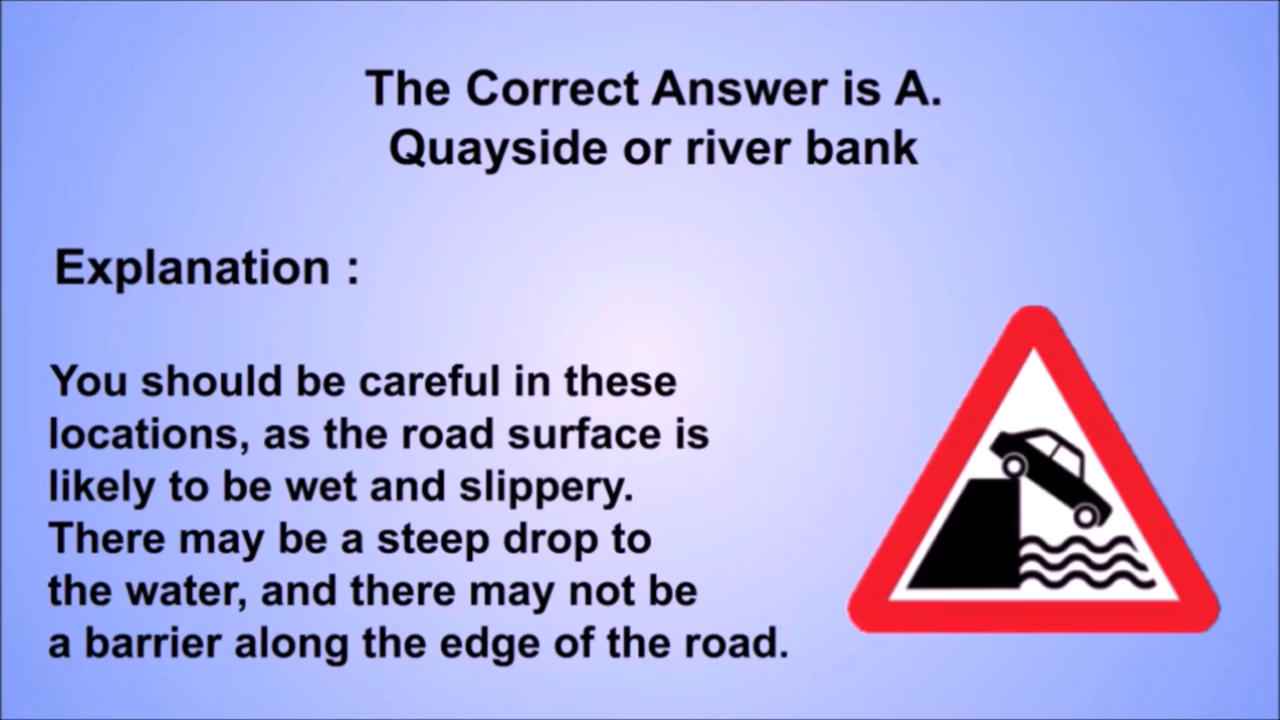 The Correct Answer is A.
Quayside or river bank
Explanation :
You should be careful in these
locations, as the road surface is
likely to be wet and slippery.
There may be a steep drop to
the water, and there may not be
a barrier along the edge of the road.